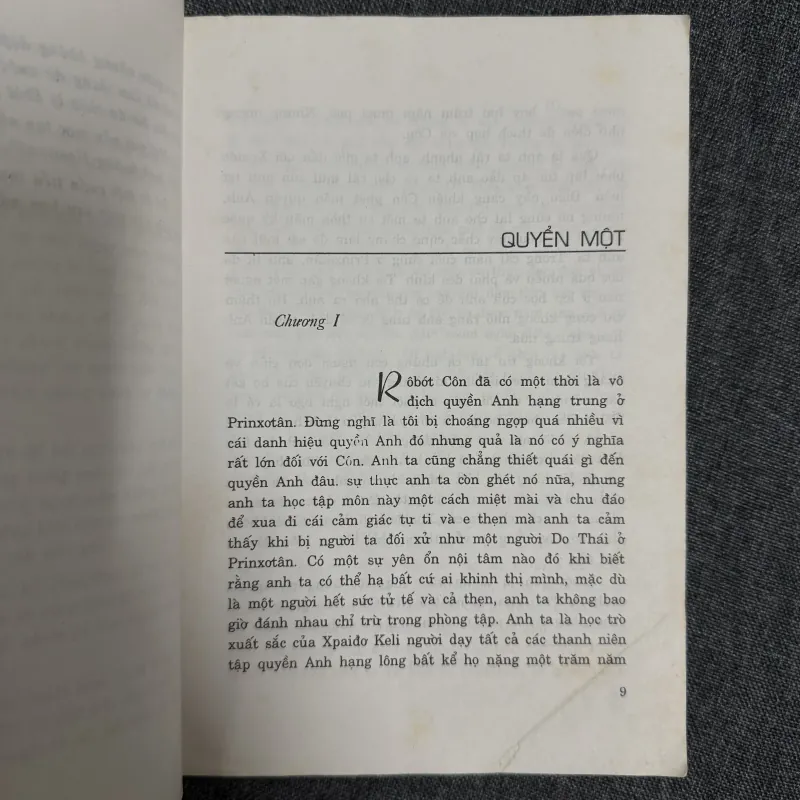 QUYỂN MỘT
Chương I
Rôbớt Côn đã có một thời là vô
địch quyền Anh hạng trung ở
Prinxotân. Đừng nghĩ là tôi bị choáng ngợp quá nhiều vì
cái danh hiệu quyền Anh đó nhưng quả là nó có ý nghĩa
rất lớn đối với Côn. Anh ta cũng chẳng thiết quái gì đến
quyền Anh đâu. sự thực anh ta còn ghét nó nữa, nhưng
anh ta học tập môn này một cách miệt mài và chu đáo
để xua đi cái cảm giác tự ti và e thẹn mà anh ta cảm
thấy khi bị người ta đối xử như một người Do Thái ở
Prinxotân. Có một sự yên ổn nội tâm nào đó khi biết
rằng anh ta có thể hạ bất cứ ai khinh thị mình, mặc dù
là một người hết sức tử tế và cả thẹn, anh ta không bao
giờ đánh nhau chỉ trừ trong phòng tập. Anh ta là học trò
xuất sắc của Xpaiđơ Keli người dạy tất cả các thanh niên
tập quyền Anh hạng lông bất kể họ nặng một trăm năm
9